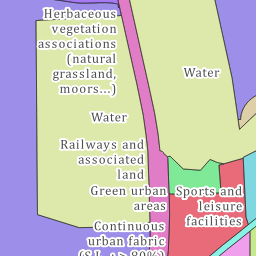 Herbaceous
vegetation
associations
(natural
grassland,
moors...)
Water
Water
Railways and
associated
land
Green urban
areas
Sports and
leisure
facilities
Continuous
urban fabric
(S.L. : > 80%)